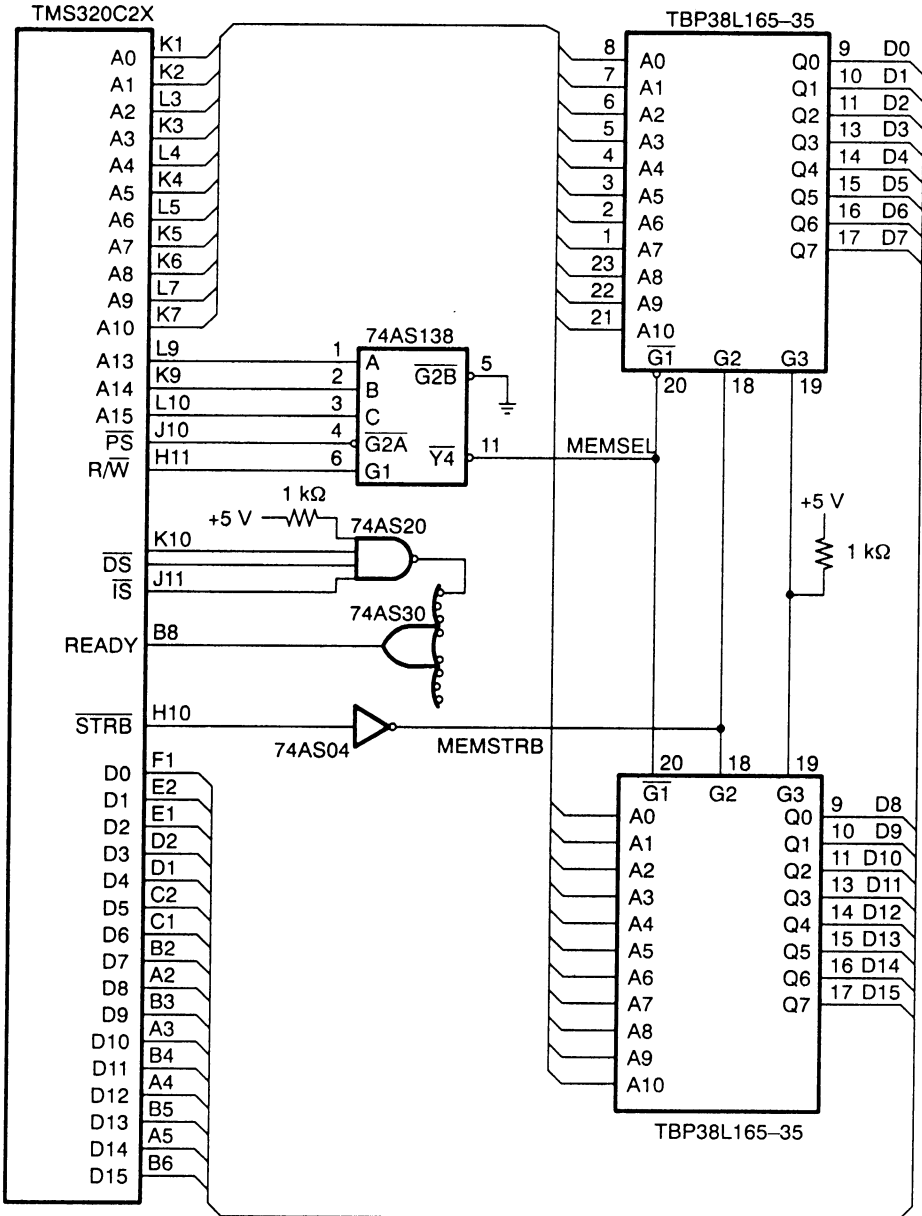 TMS320C2X
A0 K1
A1 K2
A2 L3
A3 K3
A4 L4
A5 K4
A6 L5
A7 K5
A8 K6
A9 L7
A10 K7
A13 L9
A14 K9
A15 L10
PS J10
R/W H11
DS K10
IS J11
READY B8
STRB H10
D0 F1
D1 E2
D2 E1
D3 D2
D4 D1
D5 C2
D6 C1
D7 B2
D8 A2
D9 B3
D10 A3
D11 B4
D12 A4
D13 B5
D14 A5
D15 B6
74AS138
1 A
2 B G2B 5
3 C
4 G2A Y4 11
6 G1
MEMSEL
1 kΩ
+5 V
74AS20
74AS30
74AS04
MEMSTRB
TBP38L165–35
8 A0 Q0 9 D0
7 A1 Q1 10 D1
6 A2 Q2 11 D2
5 A3 Q3 13 D3
4 A4 Q4 14 D4
3 A5 Q5 15 D5
2 A6 Q6 16 D6
1 A7 Q7 17 D7
23 A8
22 A9
21 A10
G1 G2 G3
20 18 19
+5 V
1 kΩ
20 18 19
G1 G2 G3
A0 Q0 9 D8
A1 Q1 10 D9
A2 Q2 11 D10
A3 Q3 13 D11
A4 Q4 14 D12
A5 Q5 15 D13
A6 Q6 16 D14
A7 Q7 17 D15
A8
A9
A10
TBP38L165–35